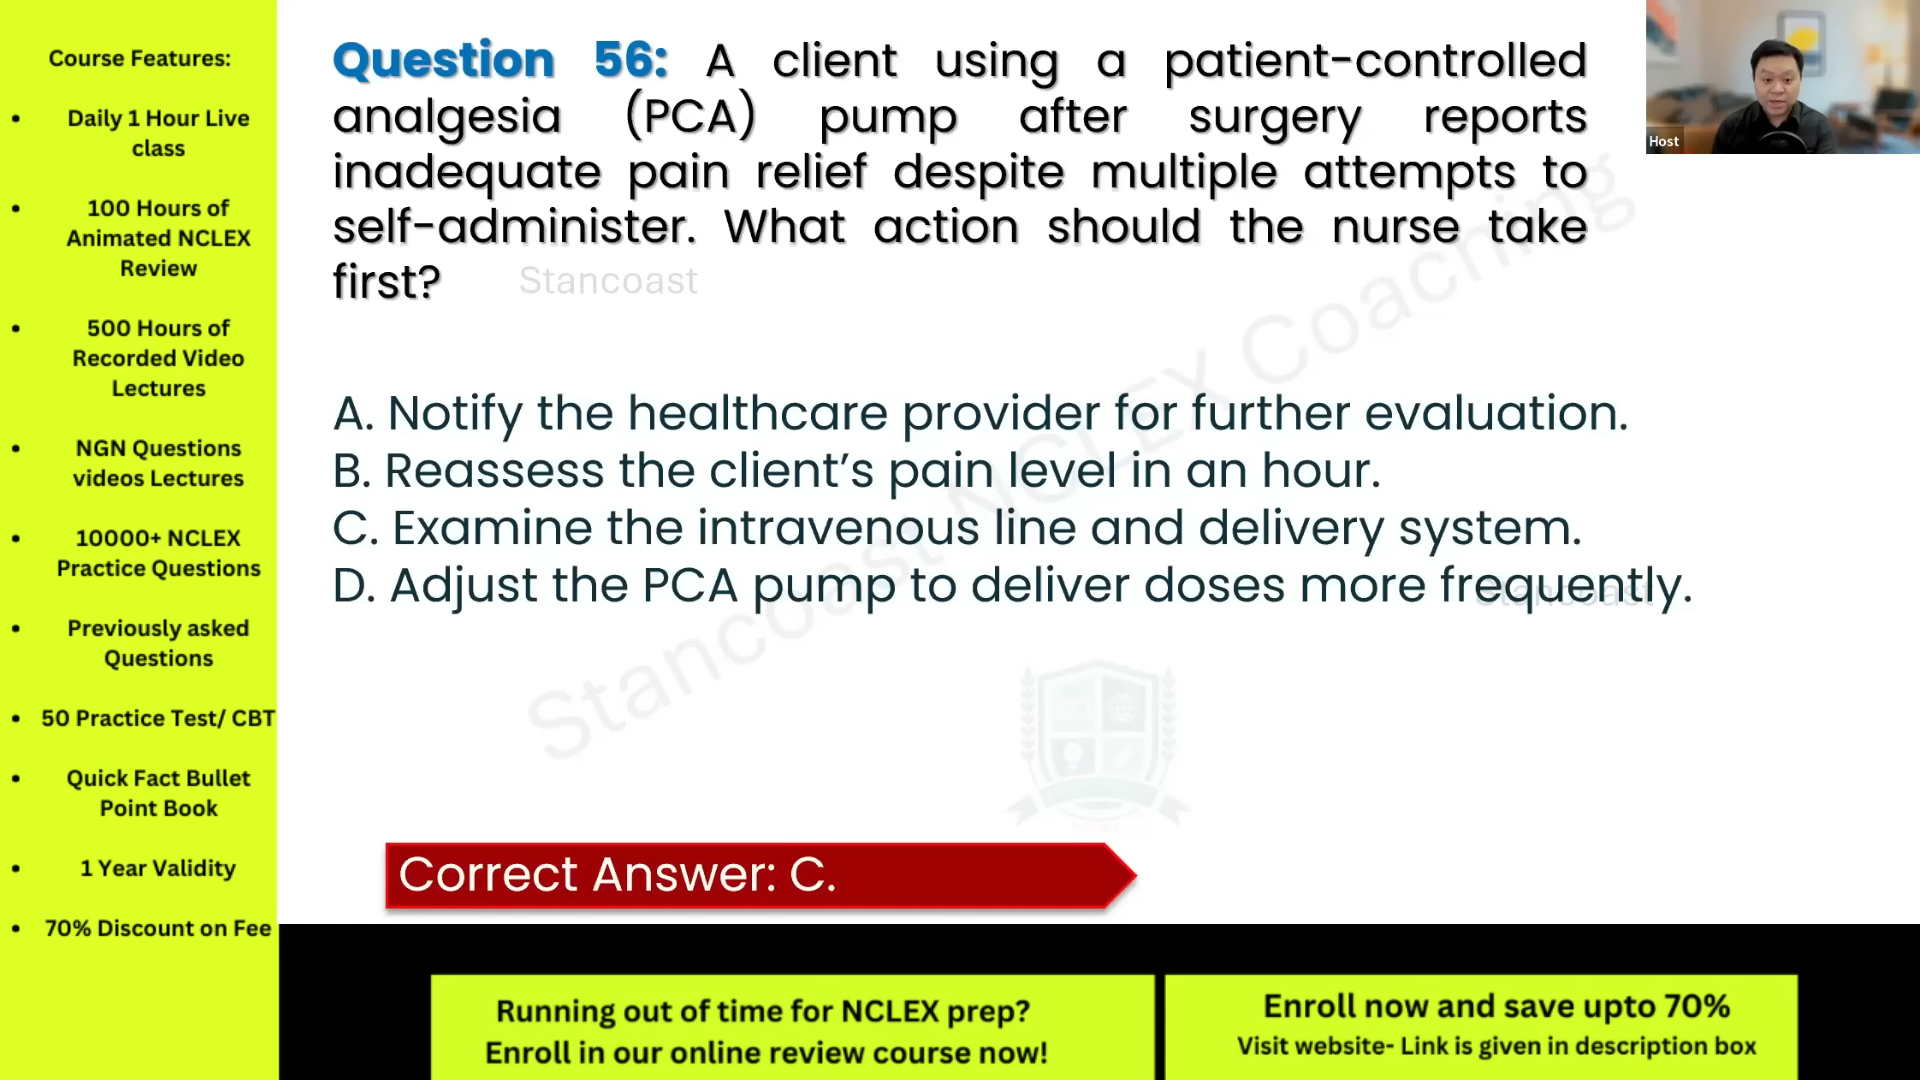 Course Features:
• Daily 1 Hour Live
class
• 100 Hours of
Animated NCLEX
Review
• 500 Hours of
Recorded Video
Lectures
• NGN Questions
videos Lectures
• 10000+ NCLEX
Practice Questions
• Previously asked
Questions
• 50 Practice Test/ CBT
• Quick Fact Bullet
Point Book
• 1 Year Validity
• 70% Discount on Fee
Question 56: A client using a patient-controlled
analgesia (PCA) pump after surgery reports
inadequate pain relief despite multiple attempts to
self-administer. What action should the nurse take
first?
Stancoast
A. Notify the healthcare provider for further evaluation.
B. Reassess the client's pain level in an hour.
C. Examine the intravenous line and delivery system.
D. Adjust the PCA pump to deliver doses more frequently.
Stancoast
Stancoast NCLEX Coaching
Correct Answer: C.
Host
Running out of time for NCLEX prep?
Enroll in our online review course now!
Enroll now and save upto 70%
Visit website- Link is given in description box